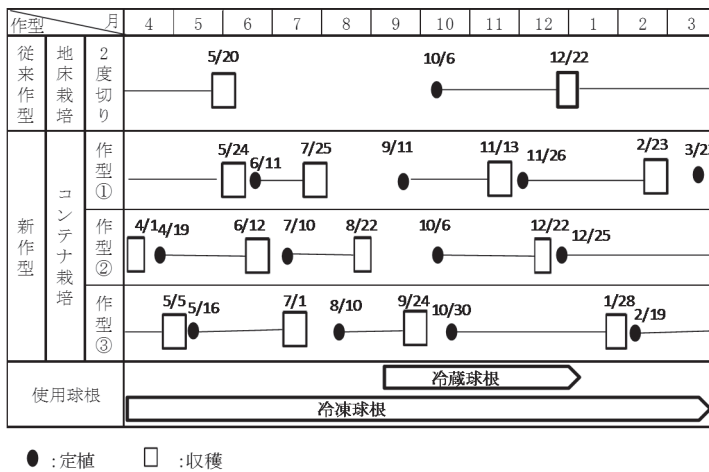 作型 月 4 5 6 7 8 9 10 11 12 1 2 3
従来作型 地床栽培 2度切り
5/20 10/6 12/22
新作型 コンテナ栽培
作型①
5/24 6/11 7/25 9/11 11/13 11/26 2/23
作型②
4/1 4/19 6/12 7/10 8/22 10/6 12/22 12/25
作型③
5/5 5/16 7/1 8/10 9/24 10/30 1/28 2/19
使用球根
冷蔵球根
冷凍球根
●:定植 □:収穫